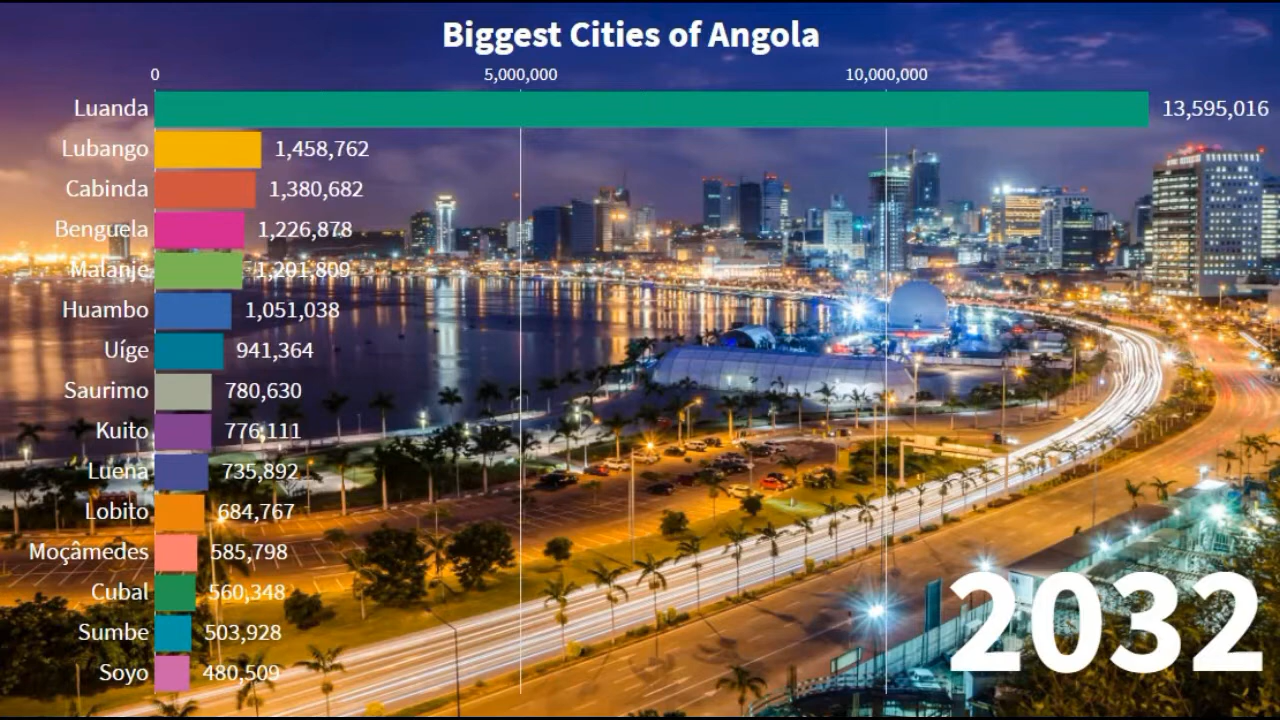 Biggest Cities of Angola
0 5,000,000 10,000,000
Luanda 13,595,016
Lubango 1,458,762
Cabinda 1,380,682
Benguela 1,226,878
Malanje 1,201,809
Huambo 1,051,038
Uíge 941,364
Saurimo 780,630
Kuito 776,111
Luena 735,892
Lobito 684,767
Moçâmedes 585,798
Cubal 560,348
Sumbe 503,928
Soyo 480,509
2032